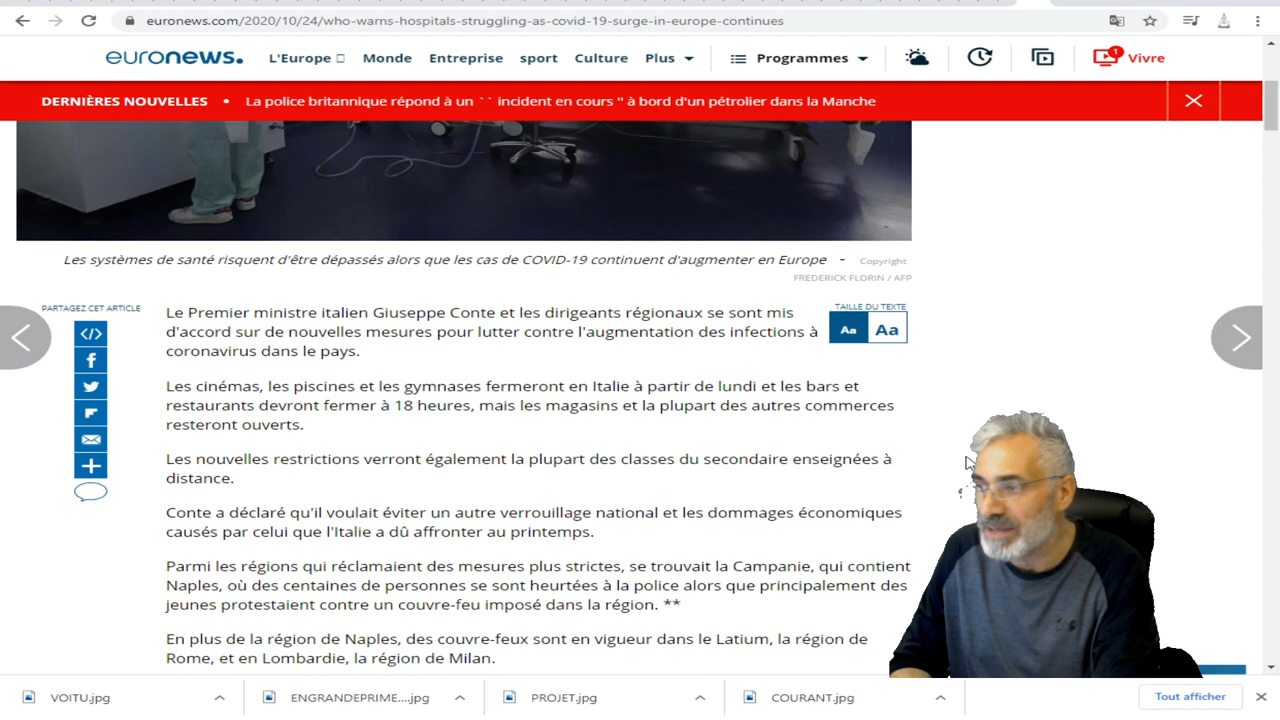 euronews.com/2020/10/24/who-warns-hospitals-struggling-as-covid-19-surge-in-europe-continues
euronews.
L'Europe
Monde
Entreprise
sport
Culture
Plus
Programmes
1
Vivre
DERNIÈRES NOUVELLES • La police britannique répond à un `` incident en cours '' à bord d'un pétrolier dans la Manche
Les systèmes de santé risquent d'être dépassés alors que les cas de COVID-19 continuent d'augmenter en Europe - Copyright
FREDERICK FLORIN / AFP
PARTAGEZ CET ARTICLE
TAILLE DU TEXTE
Aa Aa
Le Premier ministre italien Giuseppe Conte et les dirigeants régionaux se sont mis
d'accord sur de nouvelles mesures pour lutter contre l'augmentation des infections à
coronavirus dans le pays.
Les cinémas, les piscines et les gymnases fermeront en Italie à partir de lundi et les bars et
restaurants devront fermer à 18 heures, mais les magasins et la plupart des autres commerces
resteront ouverts.
Les nouvelles restrictions verront également la plupart des classes du secondaire enseignées à
distance.
Conte a déclaré qu'il voulait éviter un autre verrouillage national et les dommages économiques
causés par celui que l'Italie a dû affronter au printemps.
Parmi les régions qui réclamaient des mesures plus strictes, se trouvait la Campanie, qui contient
Naples, où des centaines de personnes se sont heurtées à la police alors que principalement des
jeunes protestaient contre un couvre-feu imposé dans la région. **
En plus de la région de Naples, des couvre-feux sont en vigueur dans le Latium, la région de
Rome, et en Lombardie, la région de Milan.
VOITU.jpg
ENGRANDEPRIME....jpg
PROJET.jpg
COURANT.jpg
Tout afficher